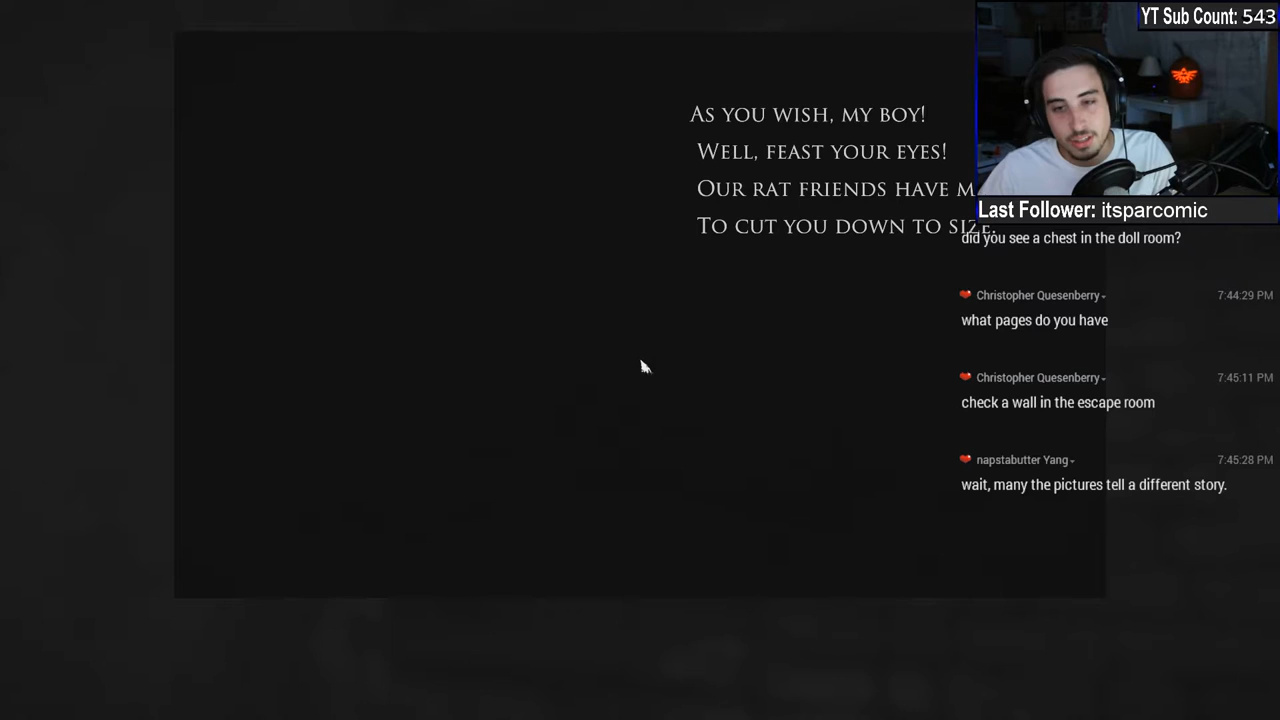 YT Sub Count: 543
AS YOU WISH, MY BOY!
WELL, FEAST YOUR EYES!
OUR RAT FRIENDS HAVE M
TO CUT YOU DOWN TO SIZE.
Last Follower: itsparcomic
did you see a chest in the doll room?
Christopher Quesenberry 7:44:29 PM
what pages do you have
Christopher Quesenberry 7:45:11 PM
check a wall in the escape room
napstabutter Yang 7:45:28 PM
wait, many the pictures tell a different story.